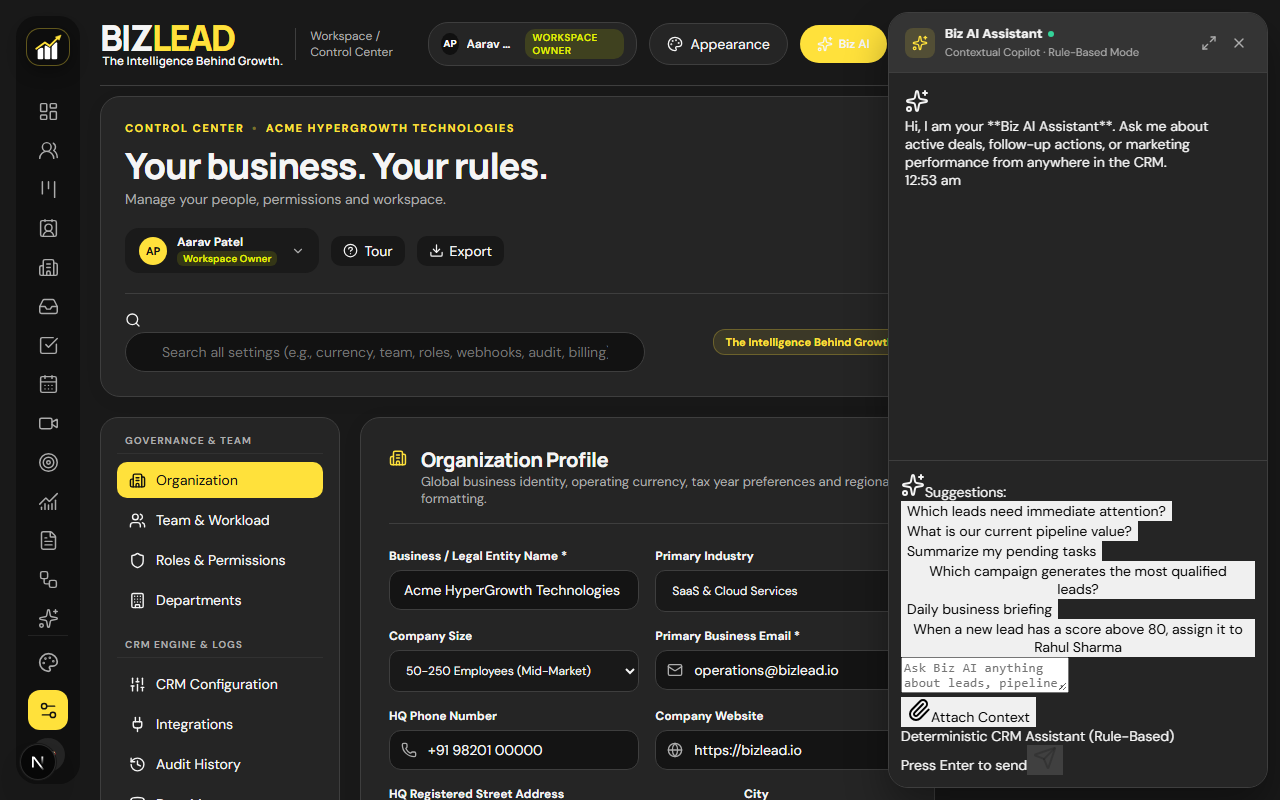 BIZLEAD
The Intelligence Behind Growth.
Workspace /
Control Center
AP Aarav ... WORKSPACE OWNER
Appearance
Biz AI
CONTROL CENTER • ACME HYPERGROWTH TECHNOLOGIES
Your business. Your rules.
Manage your people, permissions and workspace.
AP
Aarav Patel
Workspace Owner
Tour
Export
Search all settings (e.g., currency, team, roles, webhooks, audit, billing
The Intelligence Behind Growt
GOVERNANCE & TEAM
Organization
Team & Workload
Roles & Permissions
Departments
CRM ENGINE & LOGS
CRM Configuration
Integrations
Audit History
N
Organization Profile
Global business identity, operating currency, tax year preferences and regiona
formatting.
Business / Legal Entity Name *
Acme HyperGrowth Technologies
Primary Industry
SaaS & Cloud Services
Company Size
50-250 Employees (Mid-Market)
Primary Business Email *
operations@bizlead.io
HQ Phone Number
+91 98201 00000
Company Website
https://bizlead.io
HQ Registered Street Address
City
Biz AI Assistant
Contextual Copilot · Rule-Based Mode
Hi, I am your **Biz AI Assistant**. Ask me about
active deals, follow-up actions, or marketing
performance from anywhere in the CRM.
12:53 am
Suggestions:
Which leads need immediate attention?
What is our current pipeline value?
Summarize my pending tasks
Which campaign generates the most qualified
leads?
Daily business briefing
When a new lead has a score above 80, assign it to
Rahul Sharma
Ask Biz AI anything
about leads, pipeline,
Attach Context
Deterministic CRM Assistant (Rule-Based)
Press Enter to send